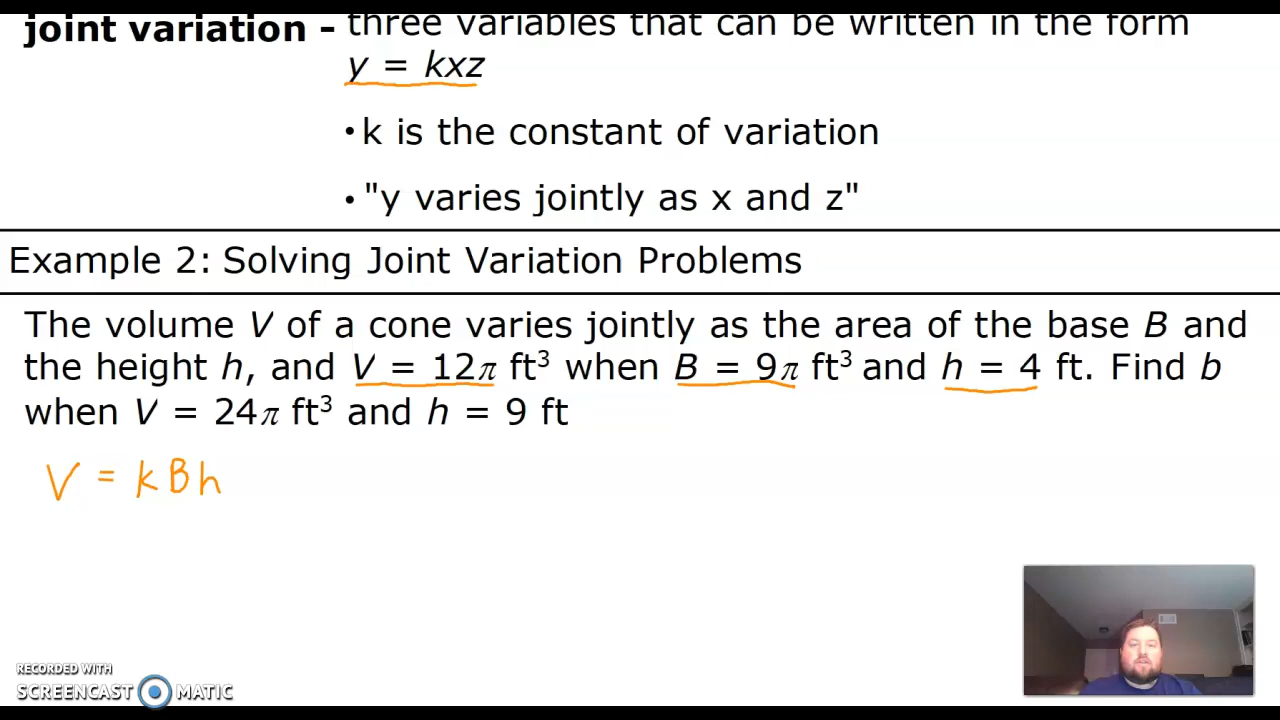 joint variation - three variables that can be written in the form
y = kxz
• k is the constant of variation
• "y varies jointly as x and z"
Example 2: Solving Joint Variation Problems
The volume V of a cone varies jointly as the area of the base B and
the height h, and V = 12π ft³ when B = 9π ft³ and h = 4 ft. Find b
when V = 24π ft³ and h = 9 ft
V = kBh
RECORDED WITH
SCREENCAST MATIC